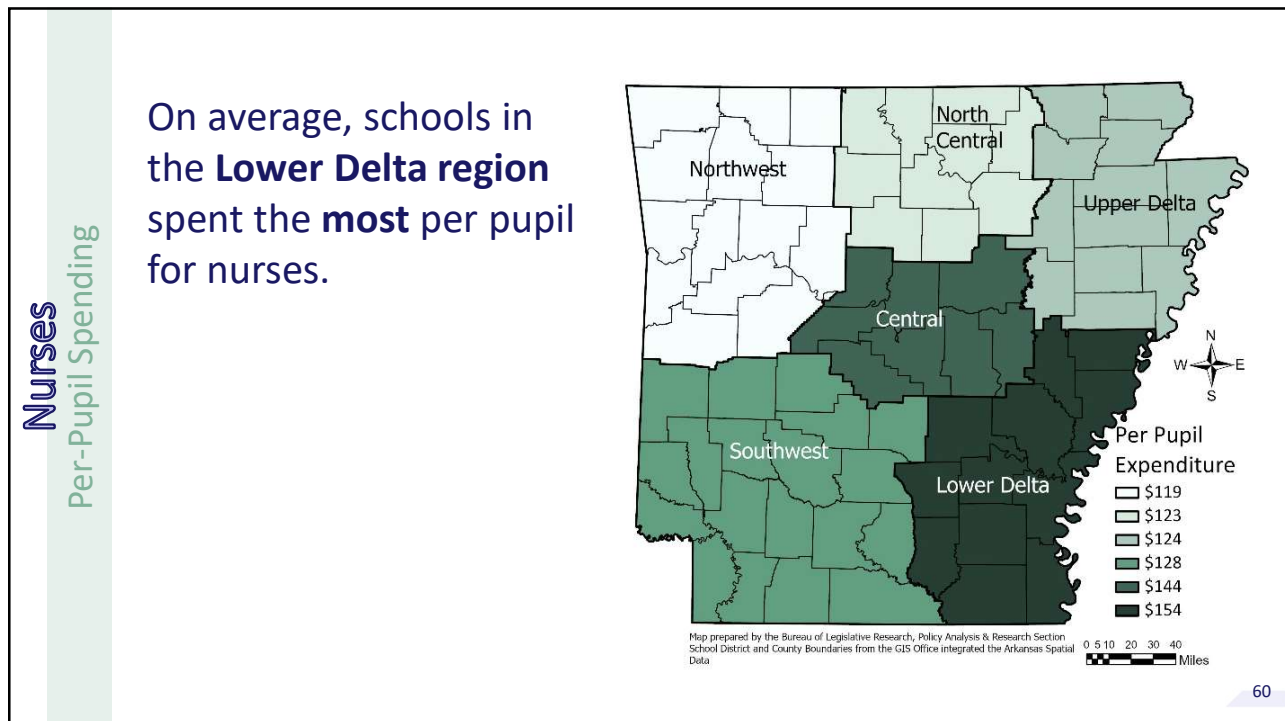 Nurses
Per-Pupil Spending
On average, schools in
the Lower Delta region
spent the most per pupil
for nurses.
Northwest
North
Central
Upper Delta
Central
Southwest
Lower Delta
N
W E
S
Per Pupil
Expenditure
$119
$123
$124
$128
$144
$154
Map prepared by the Bureau of Legislative Research, Policy Analysis & Research Section
School District and County Boundaries from the GIS Office integrated the Arkansas Spatial
Data
0 5 10 20 30 40
Miles
60